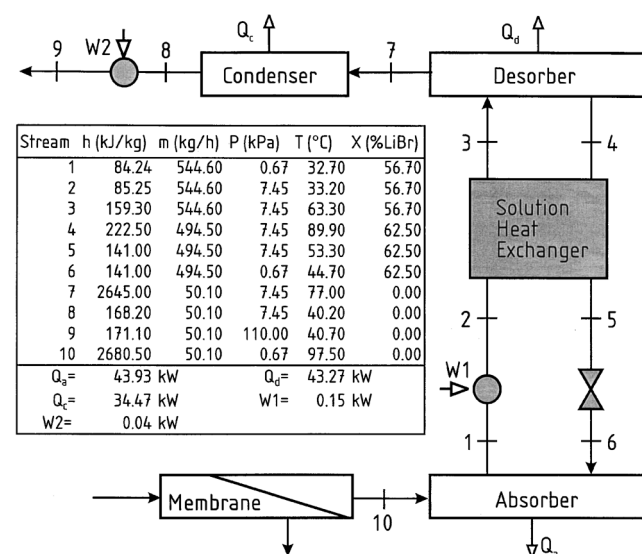 9
W2
8
Q_c
7
Q_d
Condenser
Desorber
Stream h (kJ/kg) m (kg/h) P (kPa) T (°C) X (%LiBr)
1 84.24 544.60 0.67 32.70 56.70
2 85.25 544.60 7.45 33.20 56.70
3 159.30 544.60 7.45 63.30 56.70
4 222.50 494.50 7.45 89.90 62.50
5 141.00 494.50 7.45 53.30 62.50
6 141.00 494.50 0.67 44.70 62.50
7 2645.00 50.10 7.45 77.00 0.00
8 168.20 50.10 7.45 40.20 0.00
9 171.10 50.10 110.00 40.70 0.00
10 2680.50 50.10 0.67 97.50 0.00
Q_a= 43.93 kW Q_d= 43.27 kW
Q_c= 34.47 kW W1= 0.15 kW
W2= 0.04 kW
3
4
Solution
Heat
Exchanger
2
5
W1
1
6
Membrane
10
Absorber
Q_a